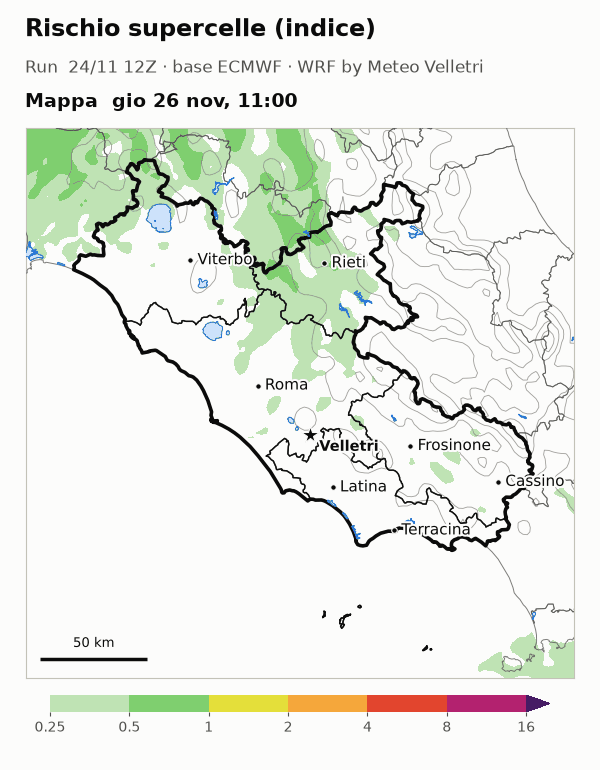 Rischio supercelle (indice)
Run  24/11 12Z · base ECMWF · WRF by Meteo Velletri
Mappa  gio 26 nov, 11:00
Viterbo
Rieti
Roma
Velletri
Frosinone
Cassino
Latina
Terracina
50 km
0.25 0.5 1 2 4 8 16